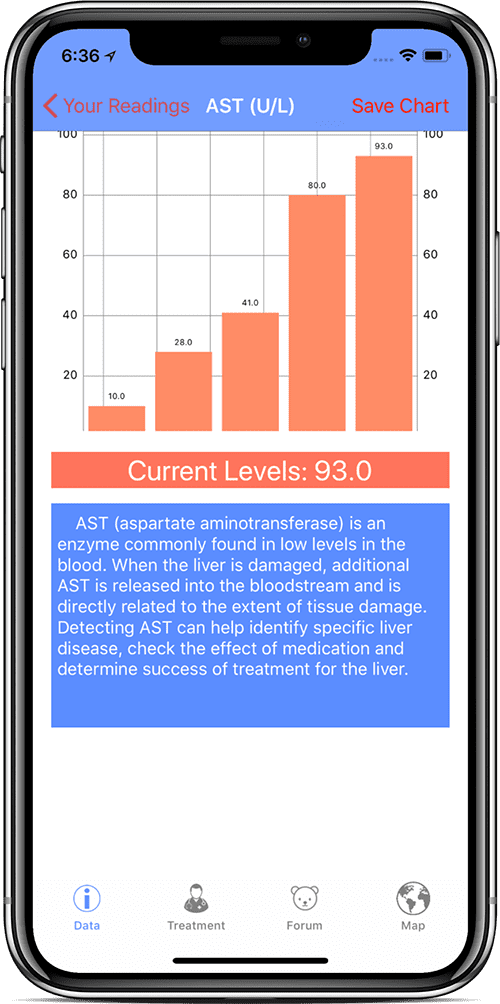 6:36
Your Readings AST (U/L) Save Chart
100 100
93.0
80 80.0 80
60 60
41.0
40 40
28.0
20 20
10.0
Current Levels: 93.0
AST (aspartate aminotransferase) is an
enzyme commonly found in low levels in the
blood. When the liver is damaged, additional
AST is released into the bloodstream and is
directly related to the extent of tissue damage.
Detecting AST can help identify specific liver
disease, check the effect of medication and
determine success of treatment for the liver.
Data Treatment Forum Map